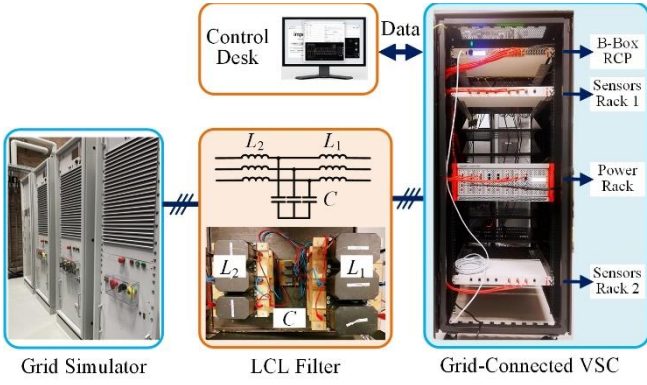 Control
Desk
Data
B-Box
RCP
Sensors
Rack 1
L₂
L₁
C
Power
Rack
L₂
L₁
C
Sensors
Rack 2
Grid Simulator
LCL Filter
Grid-Connected VSC